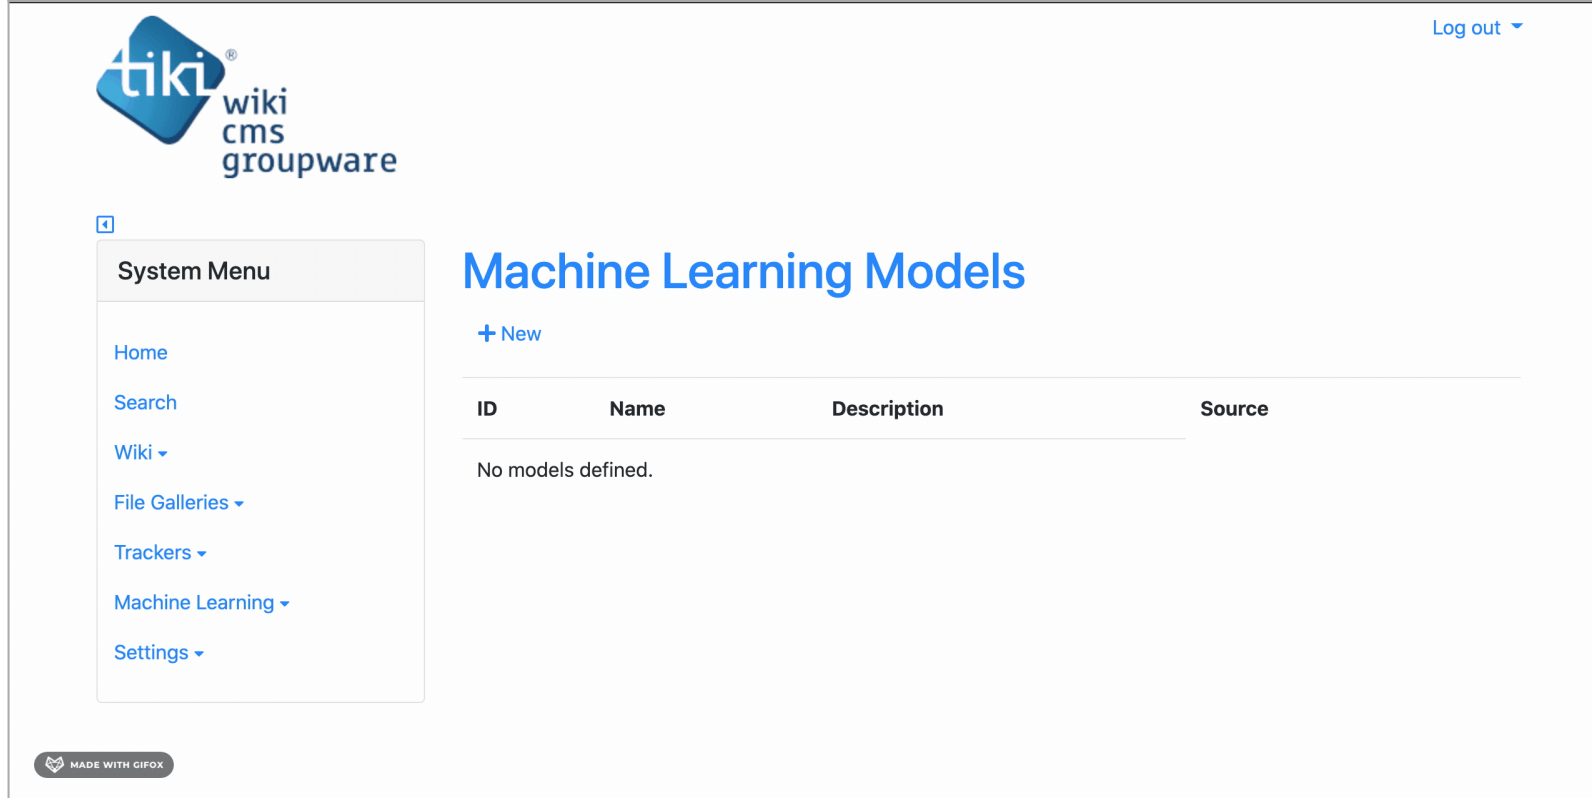 Log out
tiki®
wiki
cms
groupware
System Menu
Home
Search
Wiki
File Galleries
Trackers
Machine Learning
Settings
Machine Learning Models
New
ID Name Description Source
No models defined.
MADE WITH GIFOX